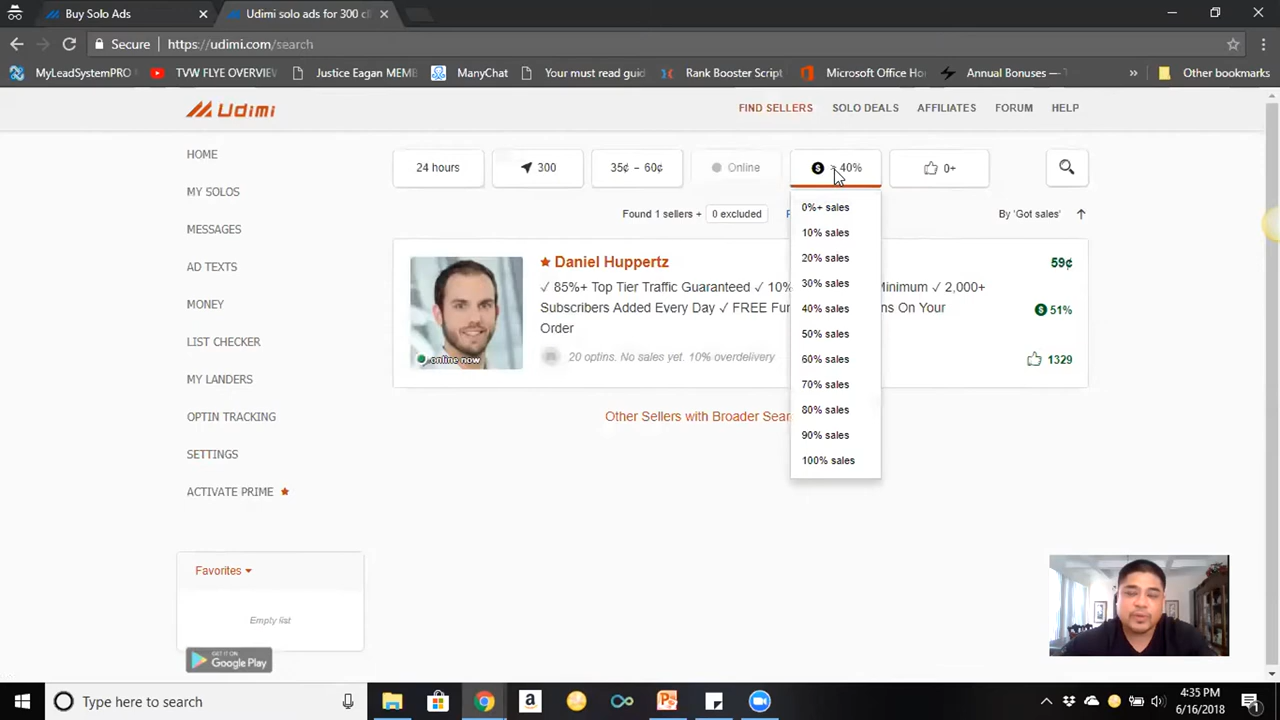 Buy Solo Ads
Udimi solo ads for 300 cl
Secure
https://udimi.com/search
MyLeadSystemPRO
TVW FLYE OVERVIEW
Justice Eagan MEMB
ManyChat
Your must read guid
Rank Booster Script
Microsoft Office Ho
Annual Bonuses — T
»
Other bookmarks
Udimi
FIND SELLERS
SOLO DEALS
AFFILIATES
FORUM
HELP
HOME
MY SOLOS
MESSAGES
AD TEXTS
MONEY
LIST CHECKER
MY LANDERS
OPTIN TRACKING
SETTINGS
ACTIVATE PRIME
24 hours
300
35¢ – 60¢
Online
40%
0+
Found 1 sellers +
0 excluded
By 'Got sales'
0%+ sales
10% sales
20% sales
30% sales
40% sales
50% sales
60% sales
70% sales
80% sales
90% sales
100% sales
Daniel Huppertz
✓ 85%+ Top Tier Traffic Guaranteed ✓ 10% Minimum ✓ 2,000+
Subscribers Added Every Day ✓ FREE Fun ns On Your
Order
20 optins. No sales yet. 10% overdelivery
online now
59¢
51%
1329
Other Sellers with Broader Sear
Favorites
Empty list
GET IT ON
Google Play
Type here to search
4:35 PM
6/16/2018
1